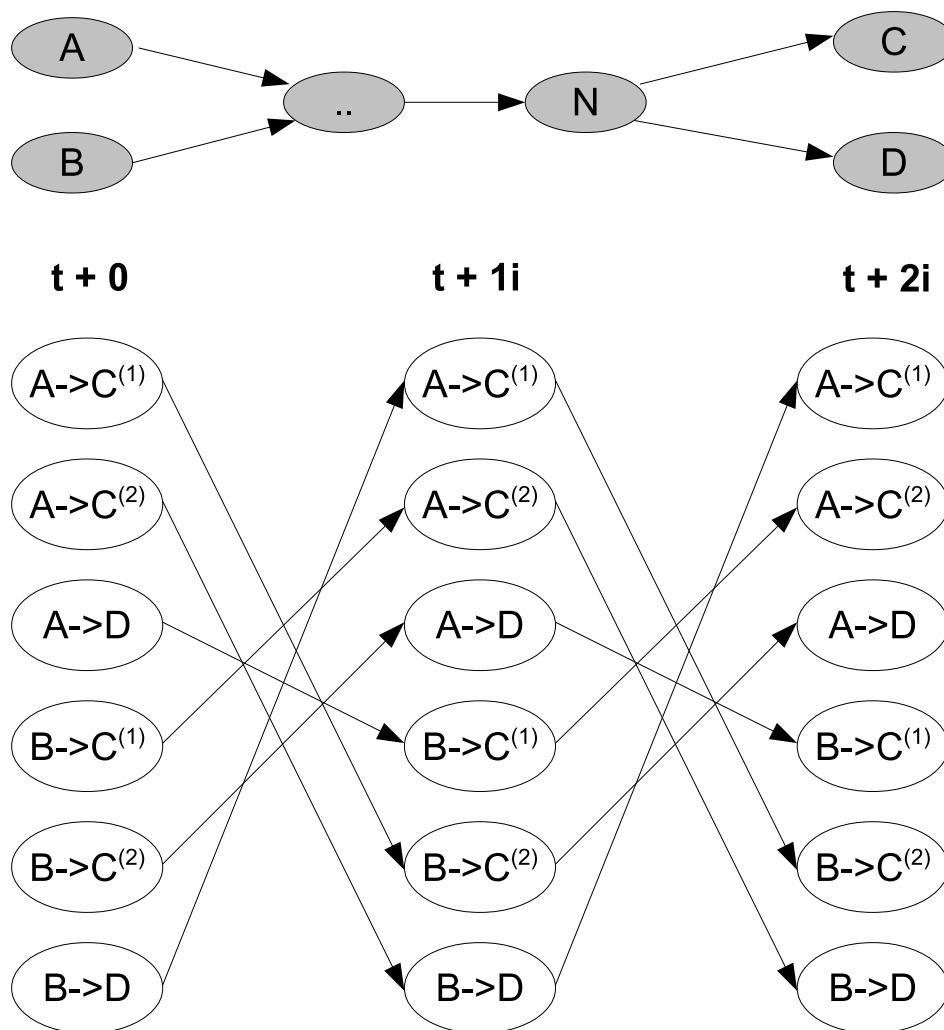 A
C
..
N
B
D
t + 0
t + 1i
t + 2i
A->C(1)
A->C(1)
A->C(1)
A->C(2)
A->C(2)
A->C(2)
A->D
A->D
A->D
B->C(1)
B->C(1)
B->C(1)
B->C(2)
B->C(2)
B->C(2)
B->D
B->D
B->D